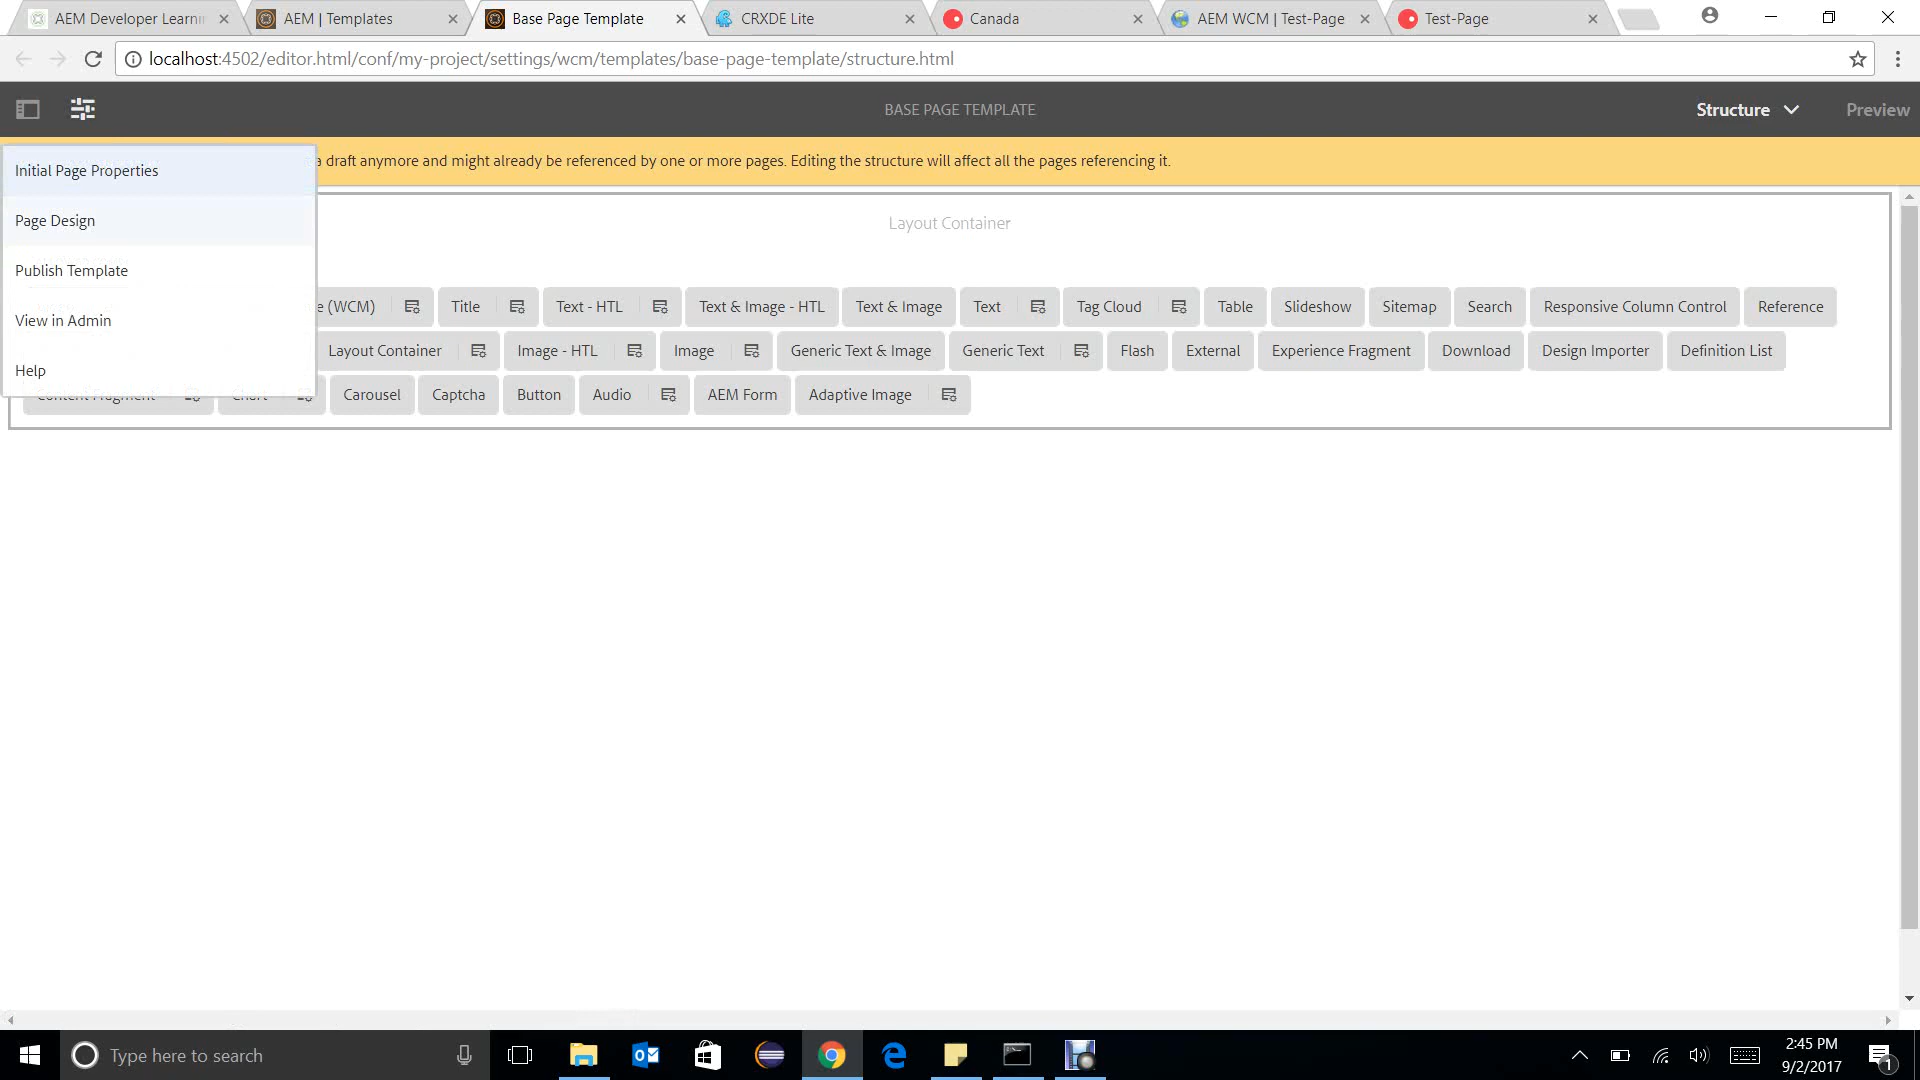 AEM Developer Learni
AEM | Templates
Base Page Template
CRXDE Lite
Canada
AEM WCM | Test-Page
Test-Page
localhost:4502/editor.html/conf/my-project/settings/wcm/templates/base-page-template/structure.html
BASE PAGE TEMPLATE
Structure
Preview
a draft anymore and might already be referenced by one or more pages. Editing the structure will affect all the pages referencing it.
Initial Page Properties
Page Design
Publish Template
View in Admin
Help
Layout Container
e (WCM) Title Text - HTL Text & Image - HTL Text & Image Text Tag Cloud Table Slideshow Sitemap Search Responsive Column Control Reference
Layout Container Image - HTL Image Generic Text & Image Generic Text Flash External Experience Fragment Download Design Importer Definition List
Content Fragment Chart Carousel Captcha Button Audio AEM Form Adaptive Image
Type here to search
2:45 PM
9/2/2017
1